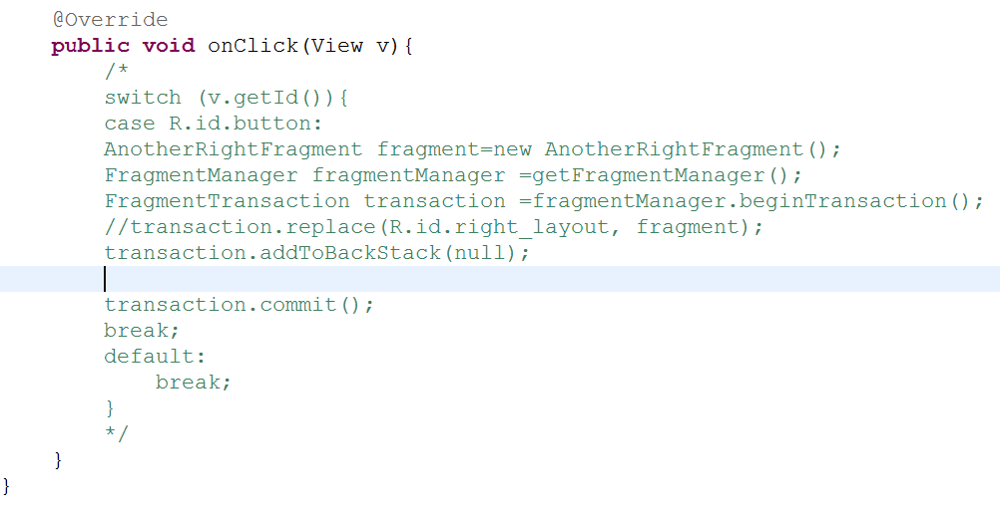 @Override
public void onClick(View v){
/*
switch (v.getId()){
case R.id.button:
AnotherRightFragment fragment=new AnotherRightFragment();
FragmentManager fragmentManager =getFragmentManager();
FragmentTransaction transaction =fragmentManager.beginTransaction();
//transaction.replace(R.id.right_layout, fragment);
transaction.addToBackStack(null);
transaction.commit();
break;
default:
break;
}
*/
}
}